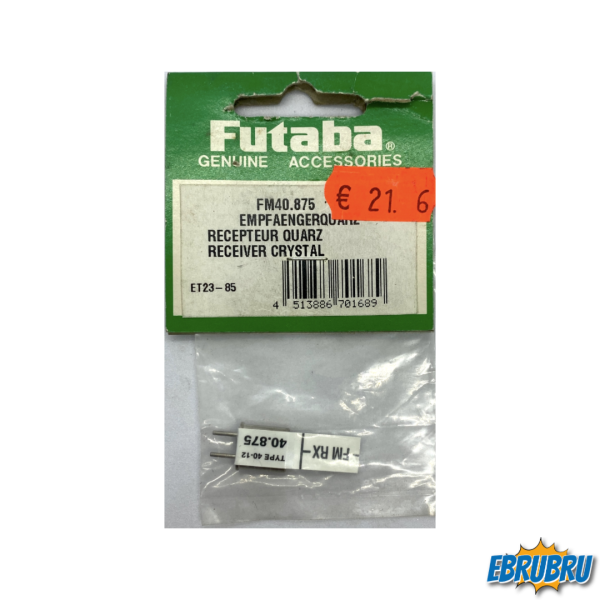 Futaba®
GENUINE ACCESSORIES
FM40.875
€ 21. 6
EMPFAENGERQUARZ
RECEPTEUR QUARZ
RECEIVER CRYSTAL
ET23-85
4 513886 701689
TYPE 40-12
40.875
FM RX
EBRUBRU